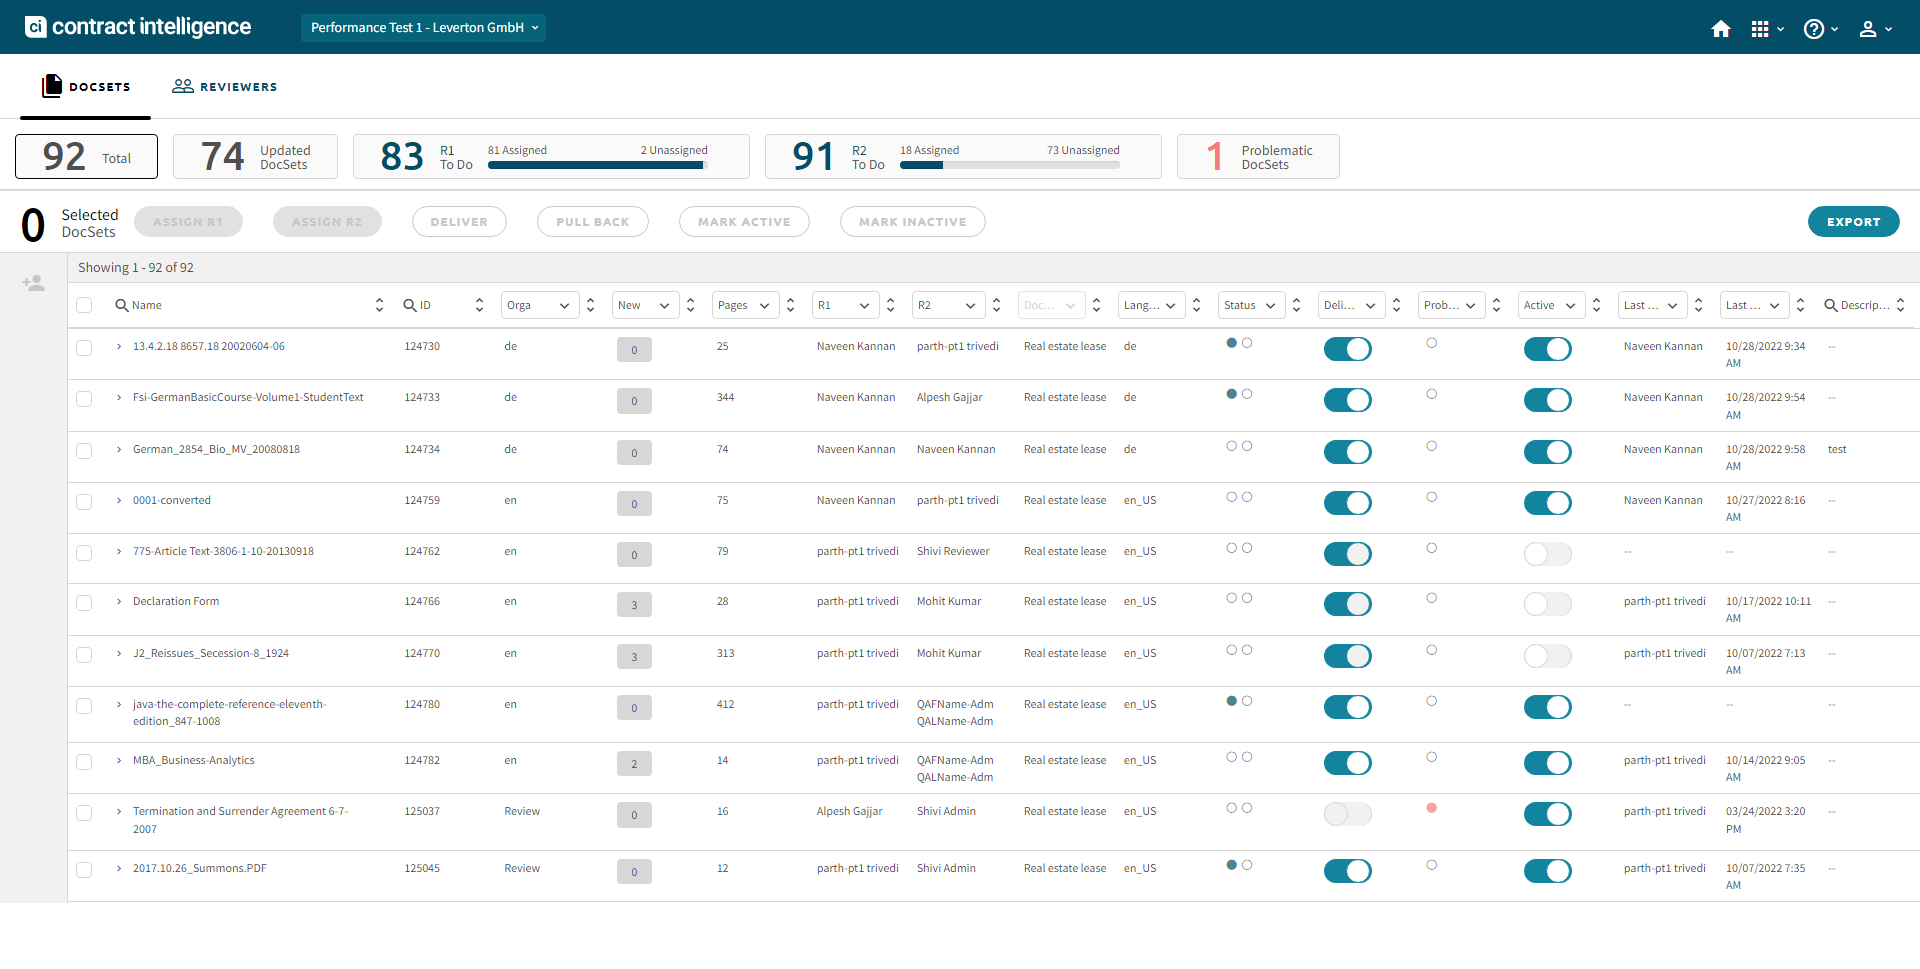 ci contract intelligence Performance Test 1 - Leverton GmbH
DOCSETS REVIEWERS
92 Total 74 Updated DocSets 83 R1 To Do 81 Assigned 2 Unassigned 91 R2 To Do 18 Assigned 73 Unassigned 1 Problematic DocSets
0 Selected DocSets ASSIGN R1 ASSIGN R2 DELIVER PULL BACK MARK ACTIVE MARK INACTIVE EXPORT
Showing 1 - 92 of 92
Name ID Orga New Pages R1 R2 Doc... Lang... Status Deli... Prob... Active Last ... Last ... Descrip...
13.4.2.18 8657.18 20020604-06 124730 de 0 25 Naveen Kannan parth-pt1 trivedi Real estate lease de Naveen Kannan 10/28/2022 9:34 --
AM
Fsi-GermanBasicCourse-Volume1-StudentText 124733 de 0 344 Naveen Kannan Alpesh Gajjar Real estate lease de Naveen Kannan 10/28/2022 9:54 --
AM
German_2854_Bio_MV_20080818 124734 de 0 74 Naveen Kannan Naveen Kannan Real estate lease de Naveen Kannan 10/28/2022 9:58 test
AM
0001-converted 124759 en 0 75 Naveen Kannan parth-pt1 trivedi Real estate lease en_US Naveen Kannan 10/27/2022 8:16 --
AM
775-Article Text-3806-1-10-20130918 124762 en 0 79 parth-pt1 trivedi Shivi Reviewer Real estate lease en_US -- -- --
Declaration Form 124766 en 3 28 parth-pt1 trivedi Mohit Kumar Real estate lease en_US parth-pt1 trivedi 10/17/2022 10:11 --
AM
J2_Reissues_Secession-8_1924 124770 en 3 313 parth-pt1 trivedi Mohit Kumar Real estate lease en_US parth-pt1 trivedi 10/07/2022 7:13 --
AM
java-the-complete-reference-eleventh- 124780 en 0 412 parth-pt1 trivedi QAFName-Adm Real estate lease en_US -- -- --
edition_847-1008 QALName-Adm
MBA_Business-Analytics 124782 en 2 14 parth-pt1 trivedi QAFName-Adm Real estate lease en_US parth-pt1 trivedi 10/14/2022 9:05 --
QALName-Adm AM
Termination and Surrender Agreement 6-7- 125037 Review 0 16 Alpesh Gajjar Shivi Admin Real estate lease en_US parth-pt1 trivedi 03/24/2022 3:20 --
2007 PM
2017.10.26_Summons.PDF 125045 Review 0 12 parth-pt1 trivedi Shivi Admin Real estate lease en_US parth-pt1 trivedi 10/07/2022 7:35 --
AM